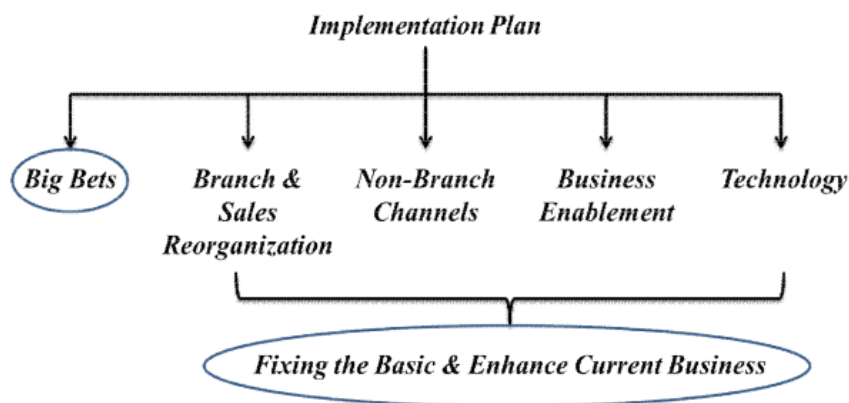 Implementation Plan
Big Bets
Branch &
Sales
Reorganization
Non-Branch
Channels
Business
Enablement
Technology
Fixing the Basic & Enhance Current Business